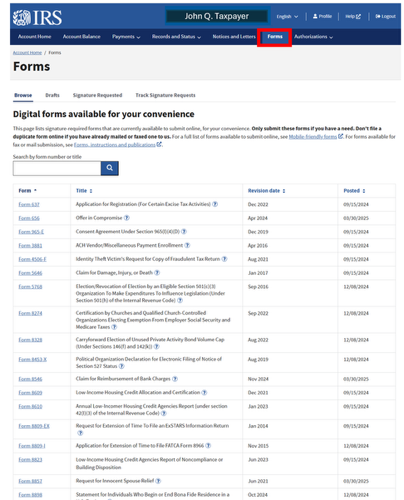 IRS
John Q. Taxpayer
English
Profile
Help
Logout
Account Home
Account Balance
Payments
Records and Status
Notices and Letters
Forms
Authorizations
Account Home / Forms
Forms
Browse
Drafts
Signature Requested
Track Signature Requests
Digital forms available for your convenience
This page lists signature required forms that are currently available to submit online, for your convenience. Only submit these forms if you have a need. Don't file a
duplicate form online if you have already mailed or faxed one to us. For a full list of forms available to submit online, see Mobile-friendly forms. For forms available for
fax or mail submission, see Forms, instructions and publications.
Search by form number or title
Form Title Revision date Posted
Form 637 Application for Registration (For Certain Excise Tax Activities) Dec 2022 09/15/2024
Form 656 Offer in Compromise Apr 2024 03/30/2025
Form 965-E Consent Agreement Under Section 965(i)(4)(D) Dec 2019 09/15/2024
Form 3881 ACH Vendor/Miscellaneous Payment Enrollment Apr 2016 09/15/2024
Form 4506-F Identity Theft Victim's Request for Copy of Fraudulent Tax Return Aug 2021 09/15/2024
Form 5646 Claim for Damage, Injury, or Death Jan 2017 09/15/2024
Form 5768 Election/Revocation of Election by an Eligible Section 501(c)(3) Sep 2016 12/08/2024
Organization To Make Expenditures To Influence Legislation (Under
Section 501(h) of the Internal Revenue Code)
Form 8274 Certification by Churches and Qualified Church-Controlled Sep 2022 12/08/2024
Organizations Electing Exemption From Employer Social Security and
Medicare Taxes
Form 8328 Carryforward Election of Unused Private Activity Bond Volume Cap Aug 2022 12/08/2024
(Under Sections 146(f) and 142(k))
Form 8453-X Political Organization Declaration for Electronic Filing of Notice of Aug 2019 12/08/2024
Section 527 Status
Form 8546 Claim for Reimbursement of Bank Charges Nov 2024 03/30/2025
Form 8609 Low-Income Housing Credit Allocation and Certification Dec 2021 09/15/2024
Form 8610 Annual Low-Income Housing Credit Agencies Report (under section Jan 2023 09/15/2024
42(l)(3) of the Internal Revenue Code)
Form 8809-EX Request for Extension of Time To File an ExSTARS Information Return Jan 2014 09/15/2024
Form 8809-I Application for Extension of Time to File FATCA Form 8966 Nov 2015 12/08/2024
Form 8823 Low-Income Housing Credit Agencies Report of Noncompliance or Jun 2023 09/15/2024
Building Disposition
Form 8857 Request for Innocent Spouse Relief Jun 2021 03/30/2025
Form 8898 Statement for Individuals Who Begin or End Bona Fide Residence in a Oct 2024 12/08/2024